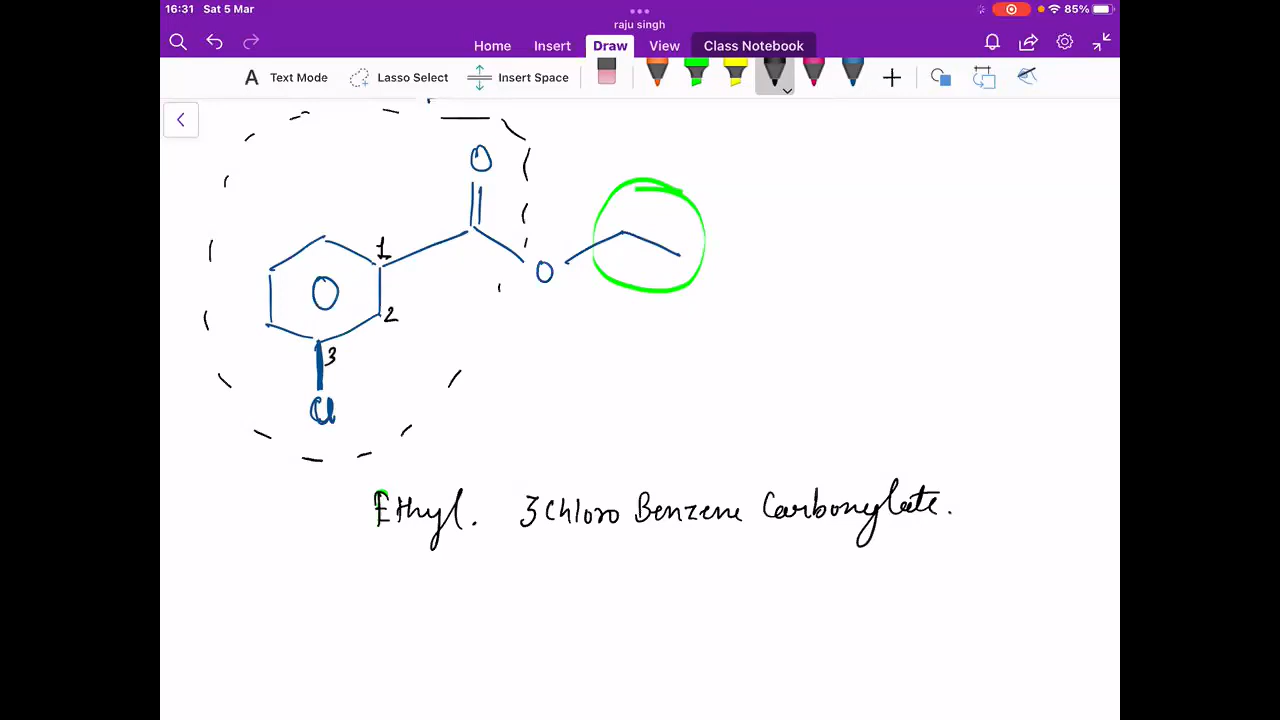 16:31 Sat 5 Mar
85%
raju singh
Home Insert Draw View Class Notebook
Text Mode Lasso Select Insert Space
O
1
O
O
2
3
Cl
Ethyl. 3Chloro Benzene Carbonylate.